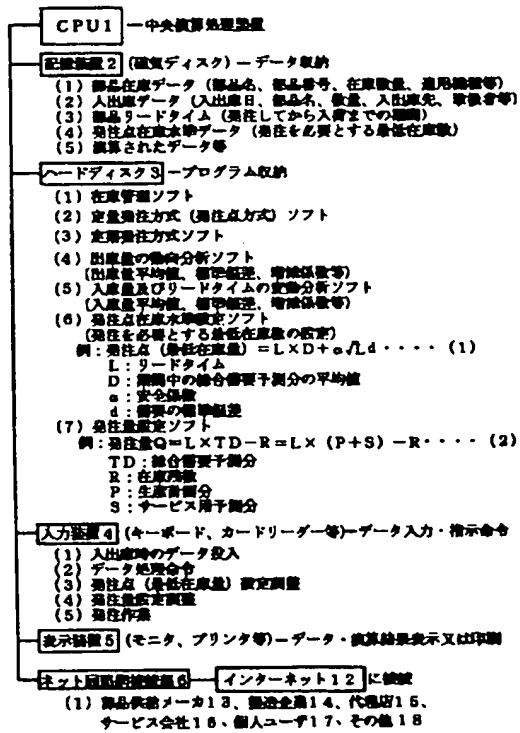 CPU1 ―中央演算処理装置
記憶装置2 (磁気ディスク) ―データ収納
(1) 部品在庫データ (部品名、部品番号、在庫数量、適用機種等)
(2) 入出庫データ (入出庫日、部品名、数量、入出庫先、取扱者等)
(3) 部品リードタイム (発注してから入荷までの期間)
(4) 発注点在庫水準データ (発注を必要とする最低在庫数)
(5) 演算されたデータ等
ハードディスク3 ―プログラム収納
(1) 在庫管理ソフト
(2) 定量発注方式 (発注点方式) ソフト
(3) 定期発注方式ソフト
(4) 出庫量の動向分析ソフト
(出庫量平均値、標準偏差、増減係数等)
(5) 入庫量及びリードタイムの変動分析ソフト
(入庫量平均値、標準偏差、増減係数等)
(6) 発注点在庫水準設定ソフト
(発注を必要とする最低在庫数の設定)
例:発注点 (最低在庫量) =L×D+α√Ld・・・・ (1)
L:リードタイム
D:期間中の総合需要予測分の平均値
α:安全係数
d:需要の標準偏差
(7) 発注量設定ソフト
例:発注量Q=L×TD−R=L× (P+S) −R・・・・ (2)
TD:総合需要予測分
R:在庫残数
P:生産計画分
S:サービス用予測分
入力装置4 (キーボード、カードリーダー等)―データ入力・指示命令
(1) 入出庫時のデータ投入
(2) データ処理命令
(3) 発注点 (最低在庫量) 設定調整
(4) 発注量設定調整
(5) 発注作業
表示装置5 (モニタ、プリンタ等)―データ・演算結果表示又は印刷
ネット回路網接続部6 インターネット12 に接続
(1) 部品供給メーカ13、製造企業14、代理店15、
サービス会社16、個人ユーザ17、その他18